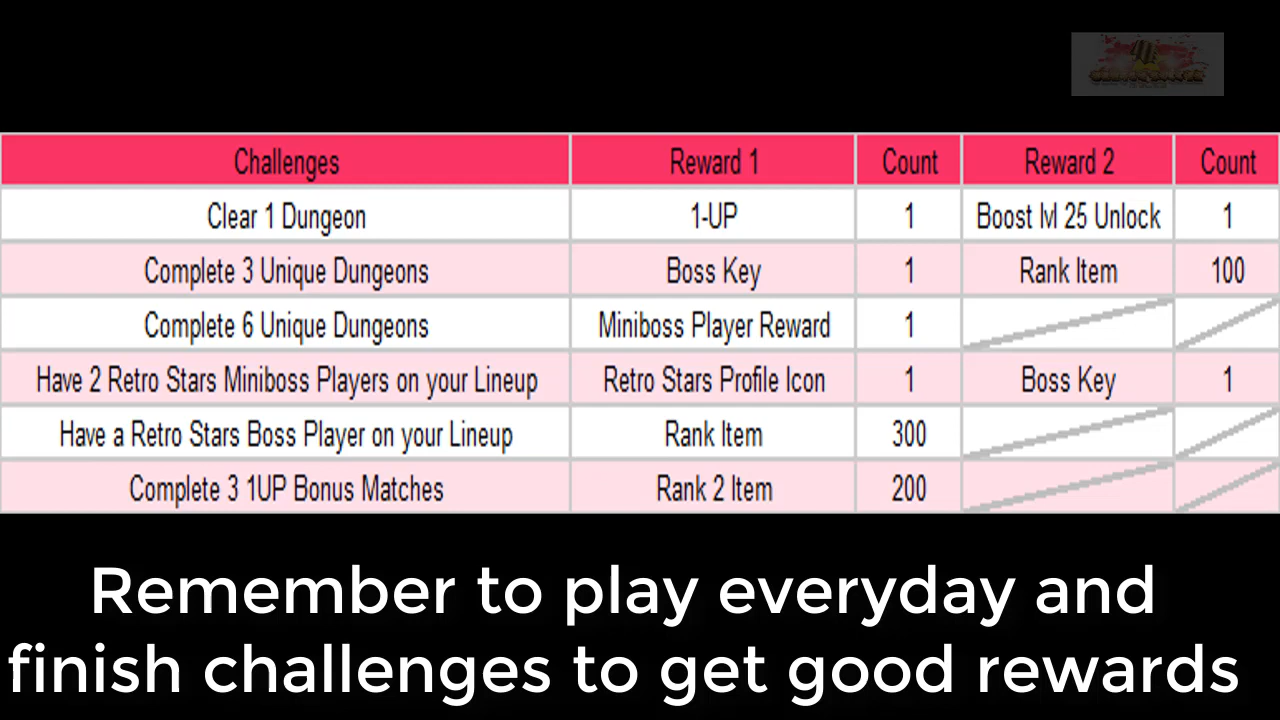 Challenges Reward 1 Count Reward 2 Count
Clear 1 Dungeon 1-UP 1 Boost lvl 25 Unlock 1
Complete 3 Unique Dungeons Boss Key 1 Rank Item 100
Complete 6 Unique Dungeons Miniboss Player Reward 1
Have 2 Retro Stars Miniboss Players on your Lineup Retro Stars Profile Icon 1 Boss Key 1
Have a Retro Stars Boss Player on your Lineup Rank Item 300
Complete 3 1UP Bonus Matches Rank 2 Item 200
Remember to play everyday and
finish challenges to get good rewards